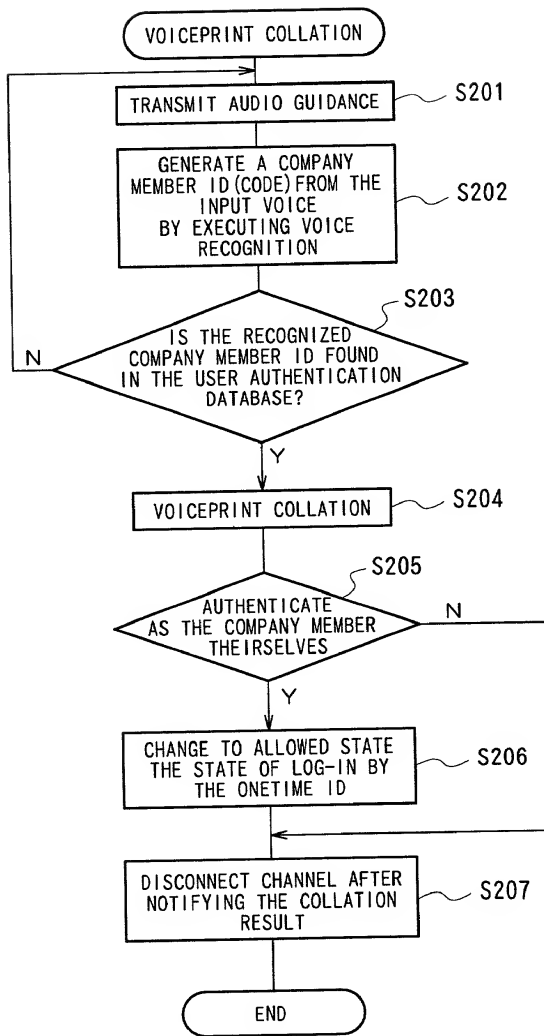 VOICEPRINT COLLATION
TRANSMIT AUDIO GUIDANCE
S201
GENERATE A COMPANY
MEMBER ID(CODE)FROM THE
INPUT VOICE
BY EXECUTING VOICE
RECOGNITION
S202
S203
IS THE RECOGNIZED
COMPANY MEMBER ID FOUND
IN THE USER AUTHENTICATION
DATABASE?
N
Y
VOICEPRINT COLLATION
S204
S205
AUTHENTICATE
AS THE COMPANY MEMBER
THEIRSELVES
N
Y
CHANGE TO ALLOWED STATE
THE STATE OF LOG-IN BY
THE ONETIME ID
S206
DISCONNECT CHANNEL AFTER
NOTIFYING THE COLLATION
RESULT
S207
END